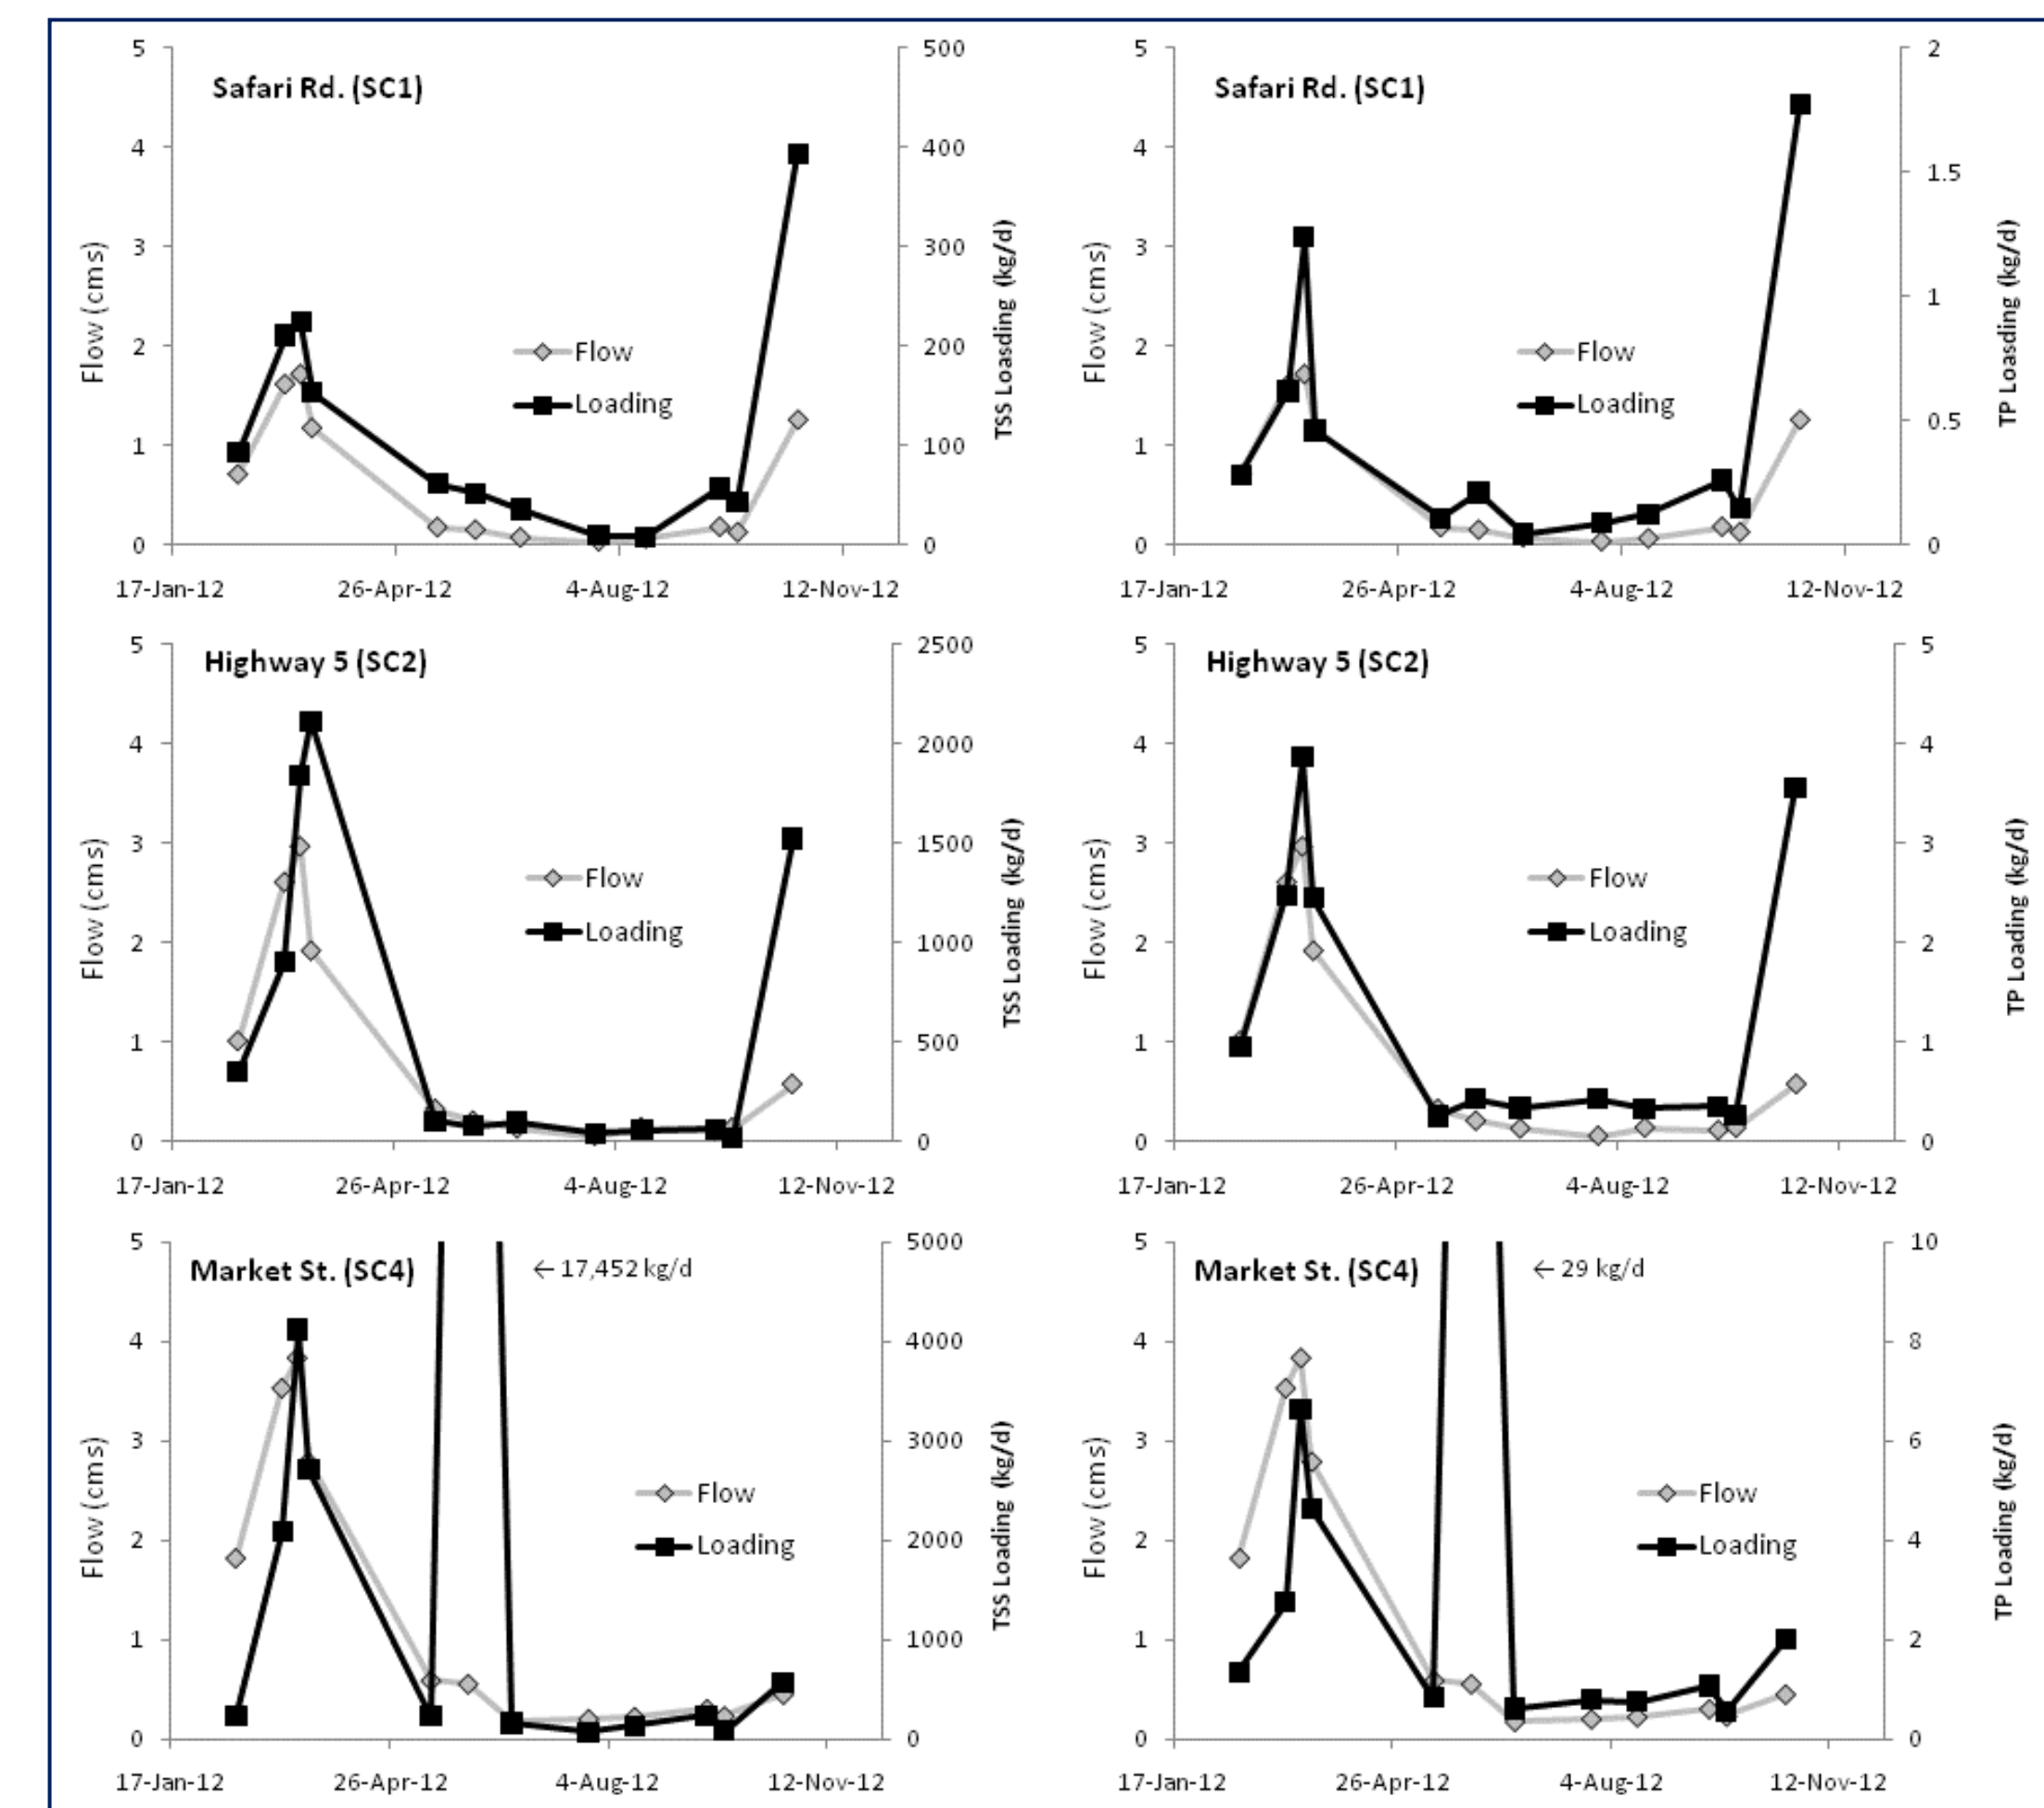 Safari Rd. (SC1)
5
4
3
2
1
0
Flow (cms)
500
400
300
200
100
0
TSS Loasding (kg/d)
Flow
Loading
17-Jan-12 26-Apr-12 4-Aug-12 12-Nov-12
Safari Rd. (SC1)
5
4
3
2
1
0
Flow (cms)
2
1.5
1
0.5
0
TP Loasding (kg/d)
Flow
Loading
17-Jan-12 26-Apr-12 4-Aug-12 12-Nov-12
Highway 5 (SC2)
5
4
3
2
1
0
Flow (cms)
2500
2000
1500
1000
500
0
TSS Loading (kg/d)
Flow
Loading
17-Jan-12 26-Apr-12 4-Aug-12 12-Nov-12
Highway 5 (SC2)
5
4
3
2
1
0
Flow (cms)
5
4
3
2
1
0
TP Loading (kg/d)
Flow
Loading
17-Jan-12 26-Apr-12 4-Aug-12 12-Nov-12
Market St. (SC4)
5
4
3
2
1
0
Flow (cms)
5000
4000
3000
2000
1000
0
TSS Loading (kg/d)
← 17,452 kg/d
Flow
Loading
17-Jan-12 26-Apr-12 4-Aug-12 12-Nov-12
Market St. (SC4)
5
4
3
2
1
0
Flow (cms)
10
8
6
4
2
0
TP Loading (kg/d)
← 29 kg/d
Flow
Loading
17-Jan-12 26-Apr-12 4-Aug-12 12-Nov-12